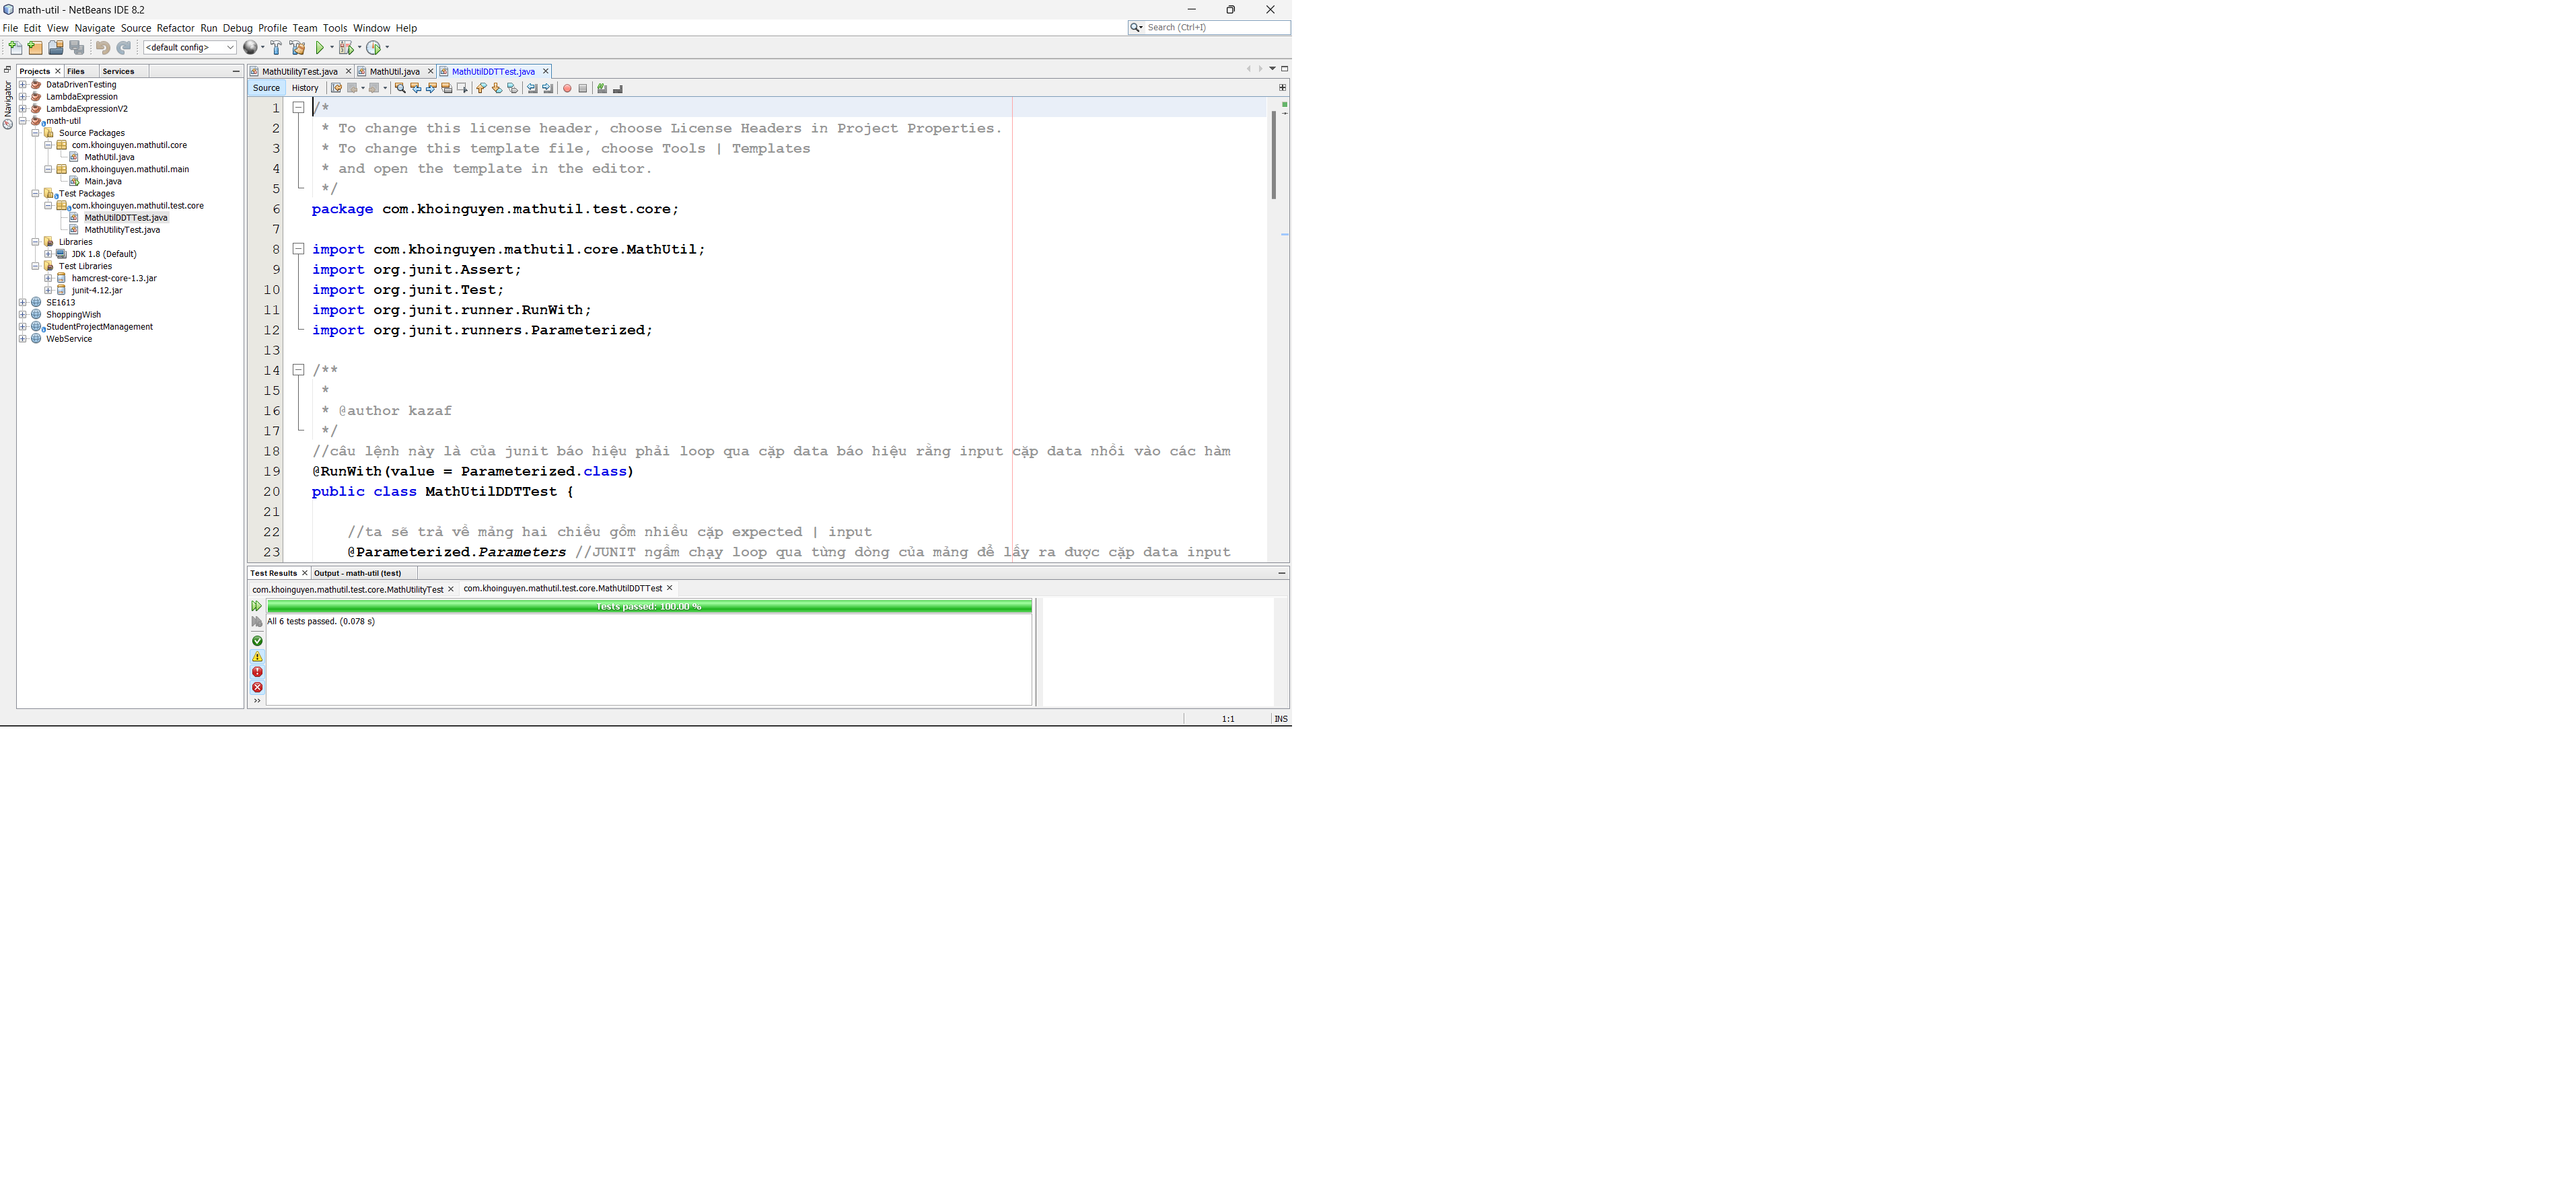 math-util - NetBeans IDE 8.2
File Edit View Navigate Source Refactor Run Debug Profile Team Tools Window Help
Search (Ctrl+I)
<default config>
Projects Files Services
Navigator
DataDrivenTesting
LambdaExpression
LambdaExpressionV2
math-util
Source Packages
com.khoinguyen.mathutil.core
MathUtil.java
com.khoinguyen.mathutil.main
Main.java
Test Packages
com.khoinguyen.mathutil.test.core
MathUtilDDTTest.java
MathUtilityTest.java
Libraries
JDK 1.8 (Default)
Test Libraries
hamcrest-core-1.3.jar
junit-4.12.jar
SE1613
ShoppingWish
StudentProjectManagement
WebService
MathUtilityTest.java MathUtil.java MathUtilDDTTest.java
Source History
1 /*
2 * To change this license header, choose License Headers in Project Properties.
3 * To change this template file, choose Tools | Templates
4 * and open the template in the editor.
5 */
6 package com.khoinguyen.mathutil.test.core;
7
8 import com.khoinguyen.mathutil.core.MathUtil;
9 import org.junit.Assert;
10 import org.junit.Test;
11 import org.junit.runner.RunWith;
12 import org.junit.runners.Parameterized;
13
14 /**
15 *
16 * @author kazaf
17 */
18 //câu lệnh này là của junit báo hiệu phải loop qua cặp data báo hiệu rằng input cặp data nhồi vào các hàm
19 @RunWith(value = Parameterized.class)
20 public class MathUtilDDTTest {
21
22 //ta sẽ trả về mảng hai chiều gồm nhiều cặp expected | input
23 @Parameterized.Parameters //JUNIT ngầm chạy loop qua từng dòng của mảng để lấy ra được cặp data input
Test Results Output - math-util (test)
com.khoinguyen.mathutil.test.core.MathUtilityTest com.khoinguyen.mathutil.test.core.MathUtilDDTTest
Tests passed: 100.00 %
All 6 tests passed. (0.078 s)
1:1 INS